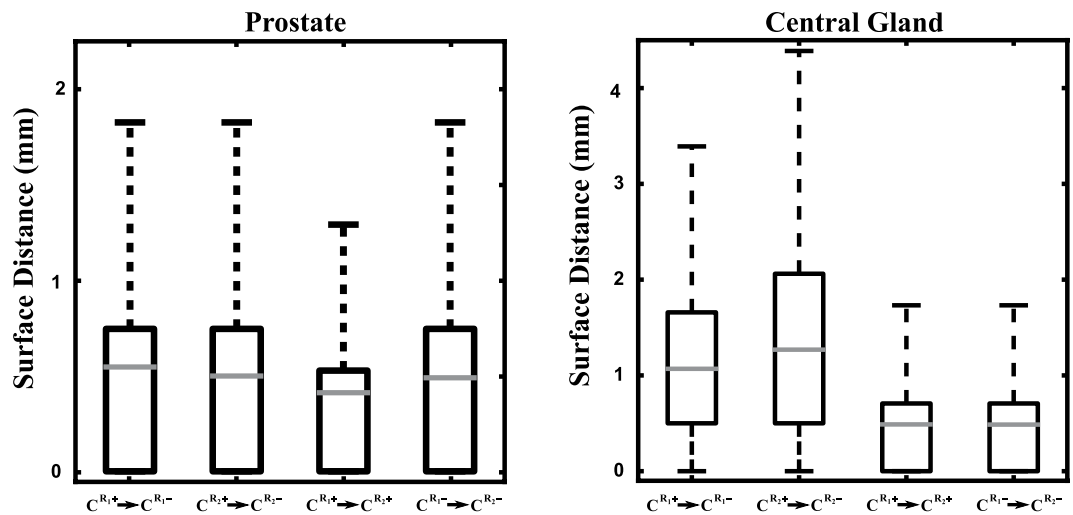 Prostate
Surface Distance (mm)
2
1
0
C^R₁+ → C^R₁− C^R₂+ → C^R₂− C^R₁+ → C^R₂+ C^R₁− → C^R₂−
Central Gland
Surface Distance (mm)
4
3
2
1
0
C^R₁+ → C^R₁− C^R₂+ → C^R₂− C^R₁+ → C^R₂+ C^R₁− → C^R₂−